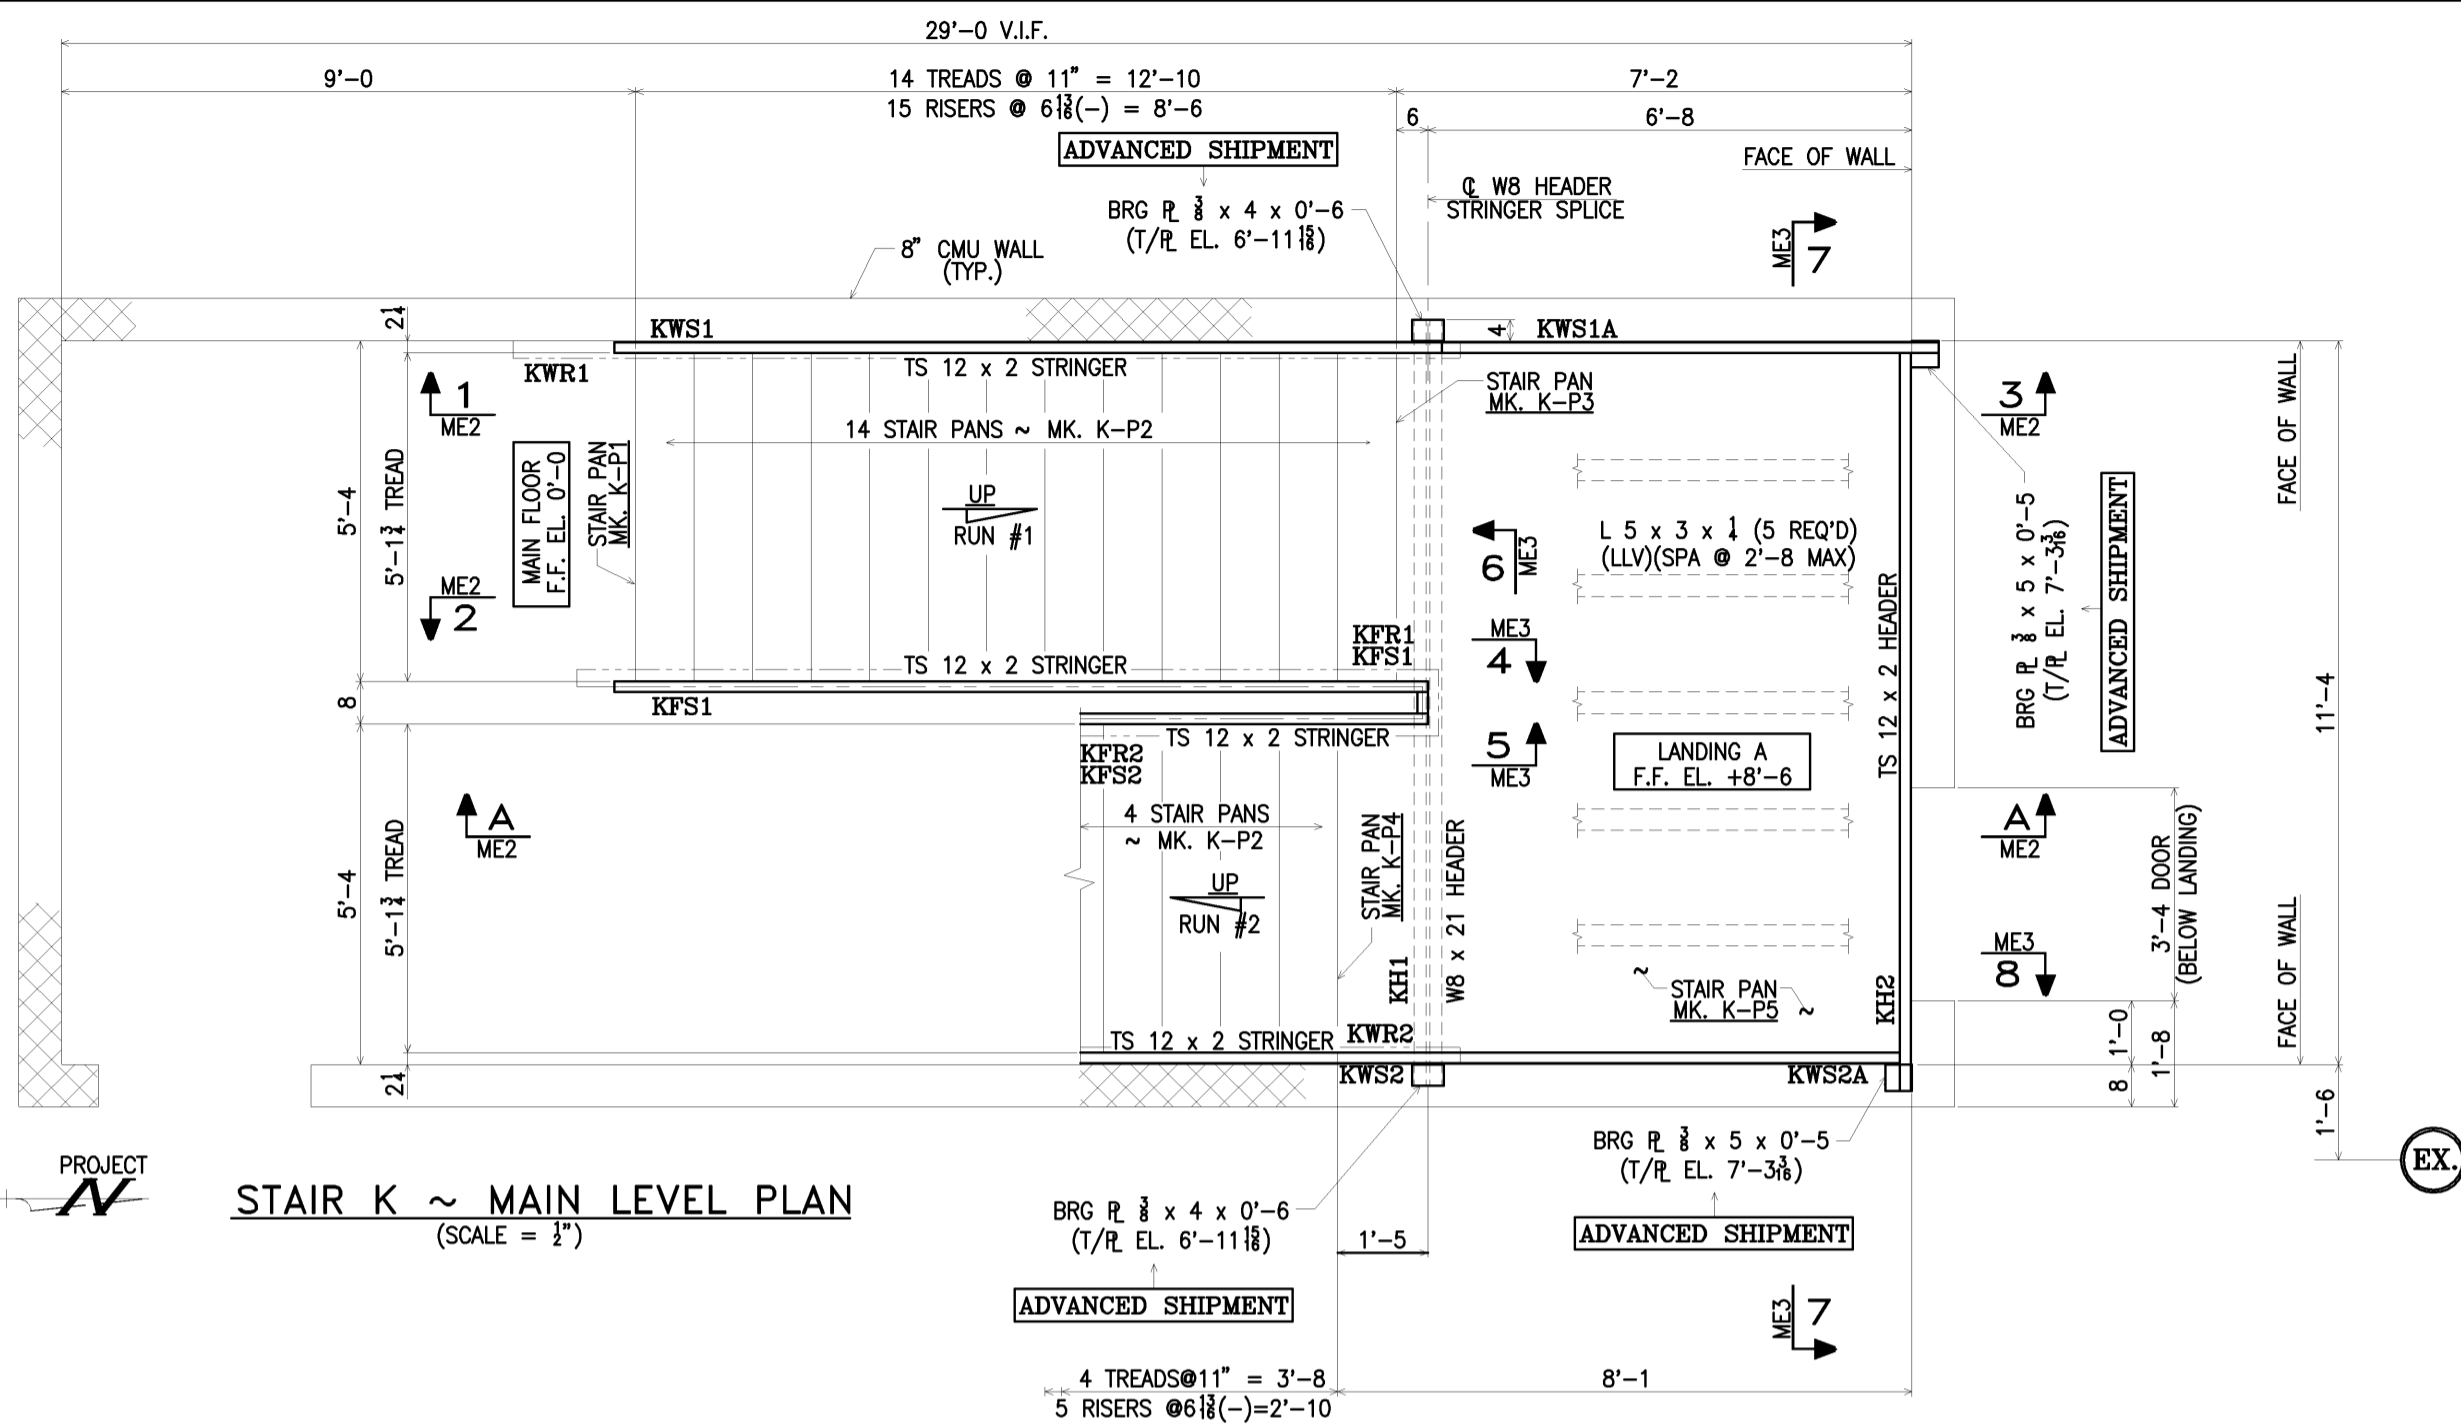 29'-0 V.I.F.
9'-0
14 TREADS @ 11" = 12'-10
15 RISERS @ 6 13/16(-) = 8'-6
7'-2
6
6'-8
ADVANCED SHIPMENT
FACE OF WALL
BRG PL 3/8 x 4 x 0'-6
(T/PL EL. 6'-11 15/16)
CL W8 HEADER
STRINGER SPLICE
ME3
7
8" CMU WALL
(TYP.)
2 1/4
KWS1
4
KWS1A
KWR1
TS 12 x 2 STRINGER
STAIR PAN
MK. K-P3
1
ME2
3
ME2
FACE OF WALL
14 STAIR PANS ~ MK. K-P2
5'-4
5'-1 3/4 TREAD
MAIN FLOOR
F.F. EL. 0'-0
STAIR PAN
MK. K-P1
UP
RUN #1
6
ME3
L 5 x 3 x 1/4 (5 REQ'D)
(LLV)(SPA @ 2'-8 MAX)
BRG PL 3/8 x 5 x 0'-5
(T/PL EL. 7'-3 3/16)
ADVANCED SHIPMENT
ME2
2
TS 12 x 2 HEADER
KFR1
KFS1
ME3
4
TS 12 x 2 STRINGER
11'-4
8
KFS1
TS 12 x 2 STRINGER
5
ME3
KFR2
KFS2
LANDING A
F.F. EL. +8'-6
A
ME2
4 STAIR PANS
~ MK. K-P2
A
ME2
5'-4
5'-1 3/4 TREAD
STAIR PAN
MK. K-P4
W8 x 21 HEADER
UP
RUN #2
3'-4 DOOR
(BELOW LANDING)
ME3
8
FACE OF WALL
KH1
~
STAIR PAN
MK. K-P5 ~
KH2
TS 12 x 2 STRINGER
KWR2
1'-0
1'-8
2 1/4
KWS2
KWS2A
8
1'-6
PROJECT
N
STAIR K ~ MAIN LEVEL PLAN
(SCALE = 1/2")
BRG PL 3/8 x 5 x 0'-5
(T/PL EL. 7'-3 3/16)
EX.
BRG PL 3/8 x 4 x 0'-6
(T/PL EL. 6'-11 15/16)
1'-5
ADVANCED SHIPMENT
ADVANCED SHIPMENT
ME3
7
4 TREADS@11" = 3'-8
5 RISERS @6 13/16(-)=2'-10
8'-1